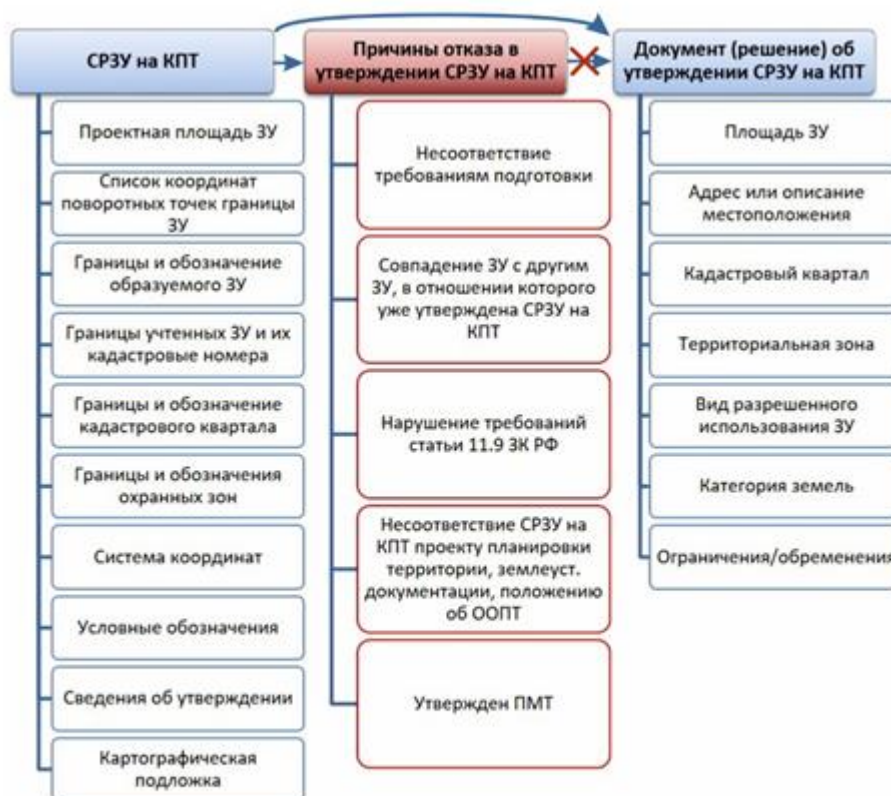 СРЗУ на КПТ
Проектная площадь ЗУ
Список координат
поворотных точек границы
ЗУ
Границы и обозначение
образуемого ЗУ
Границы учтенных ЗУ и их
кадастровые номера
Границы и обозначение
кадастрового квартала
Границы и обозначения
охранных зон
Система координат
Условные обозначения
Сведения об утверждении
Картографическая
подложка
Причины отказа в
утверждении СРЗУ на КПТ
Несоответствие
требованиям подготовки
Совпадение ЗУ с другим
ЗУ, в отношении которого
уже утверждена СРЗУ на
КПТ
Нарушение требований
статьи 11.9 ЗК РФ
Несоответствие СРЗУ на
КПТ проекту планировки
территории, землеуст.
документации, положению
об ООПТ
Утвержден ПМТ
Документ (решение) об
утверждении СРЗУ на КПТ
Площадь ЗУ
Адрес или описание
местоположения
Кадастровый квартал
Территориальная зона
Вид разрешенного
использования ЗУ
Категория земель
Ограничения/обременения